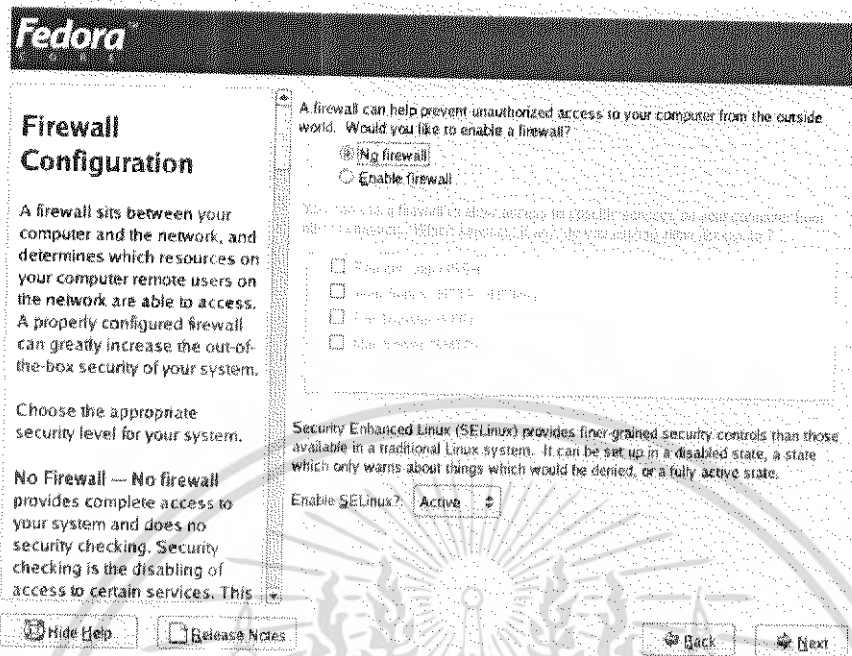 Fedora™
CORE
Firewall
Configuration
A firewall sits between your
computer and the network, and
determines which resources on
your computer remote users on
the network are able to access.
A properly configured firewall
can greatly increase the out-of-
the-box security of your system.
Choose the appropriate
security level for your system.
No Firewall — No firewall
provides complete access to
your system and does no
security checking. Security
checking is the disabling of
access to certain services. This
A firewall can help prevent unauthorized access to your computer from the outside
world. Would you like to enable a firewall?
No firewall
Enable firewall
Security Enhanced Linux (SELinux) provides finer-grained security controls than those
available in a traditional Linux system. It can be set up in a disabled state, a state
which only warns about things which would be denied, or a fully active state.
Enable SELinux?: Active
Hide Help
Release Notes
Back
Next